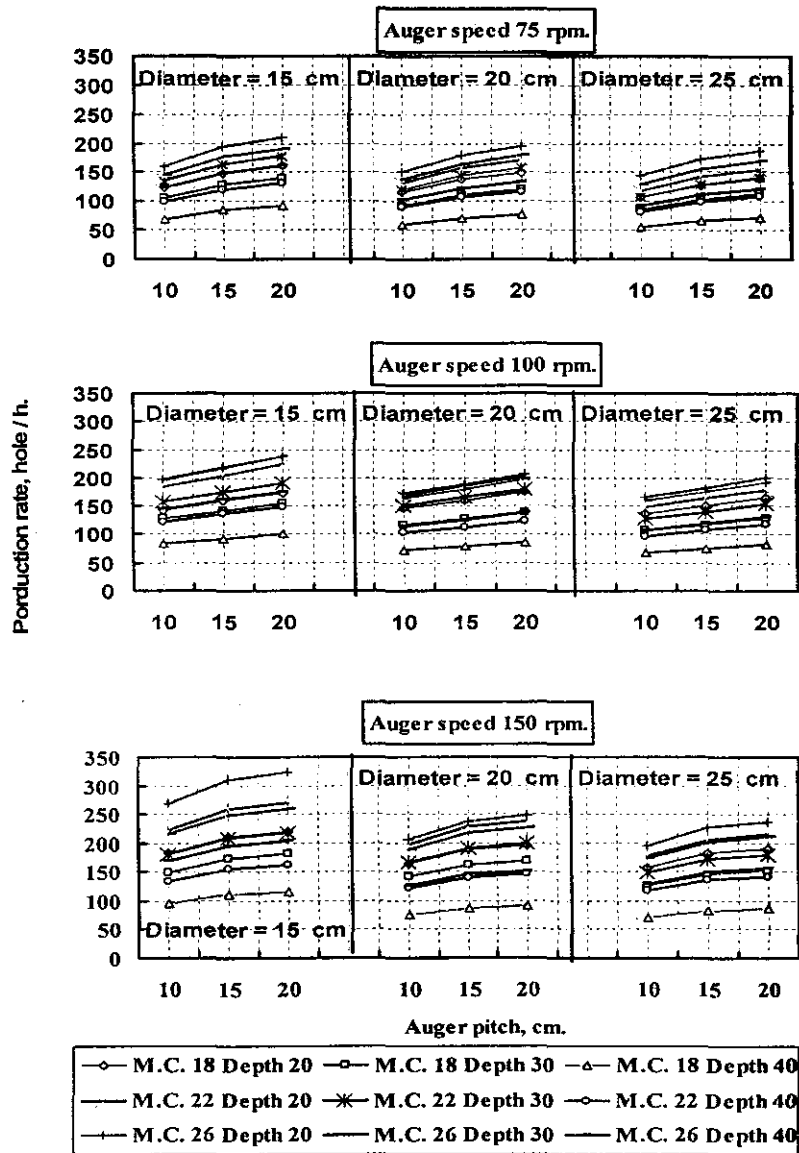 Auger speed 75 rpm.
350
300
250
200
150
100
50
0
Diameter = 15 cm
Diameter = 20 cm
Diameter = 25 cm
10 15 20 10 15 20 10 15 20
Auger speed 100 rpm.
350
300
250
200
150
100
50
0
Diameter = 15 cm
Diameter = 20 cm
Diameter = 25 cm
10 15 20 10 15 20 10 15 20
Porduction rate, hole / h.
Auger speed 150 rpm.
350
300
250
200
150
100
50
0
Diameter = 15 cm
Diameter = 20 cm
Diameter = 25 cm
10 15 20 10 15 20 10 15 20
Auger pitch, cm.
M.C. 18 Depth 20 M.C. 18 Depth 30 M.C. 18 Depth 40
M.C. 22 Depth 20 M.C. 22 Depth 30 M.C. 22 Depth 40
M.C. 26 Depth 20 M.C. 26 Depth 30 M.C. 26 Depth 40